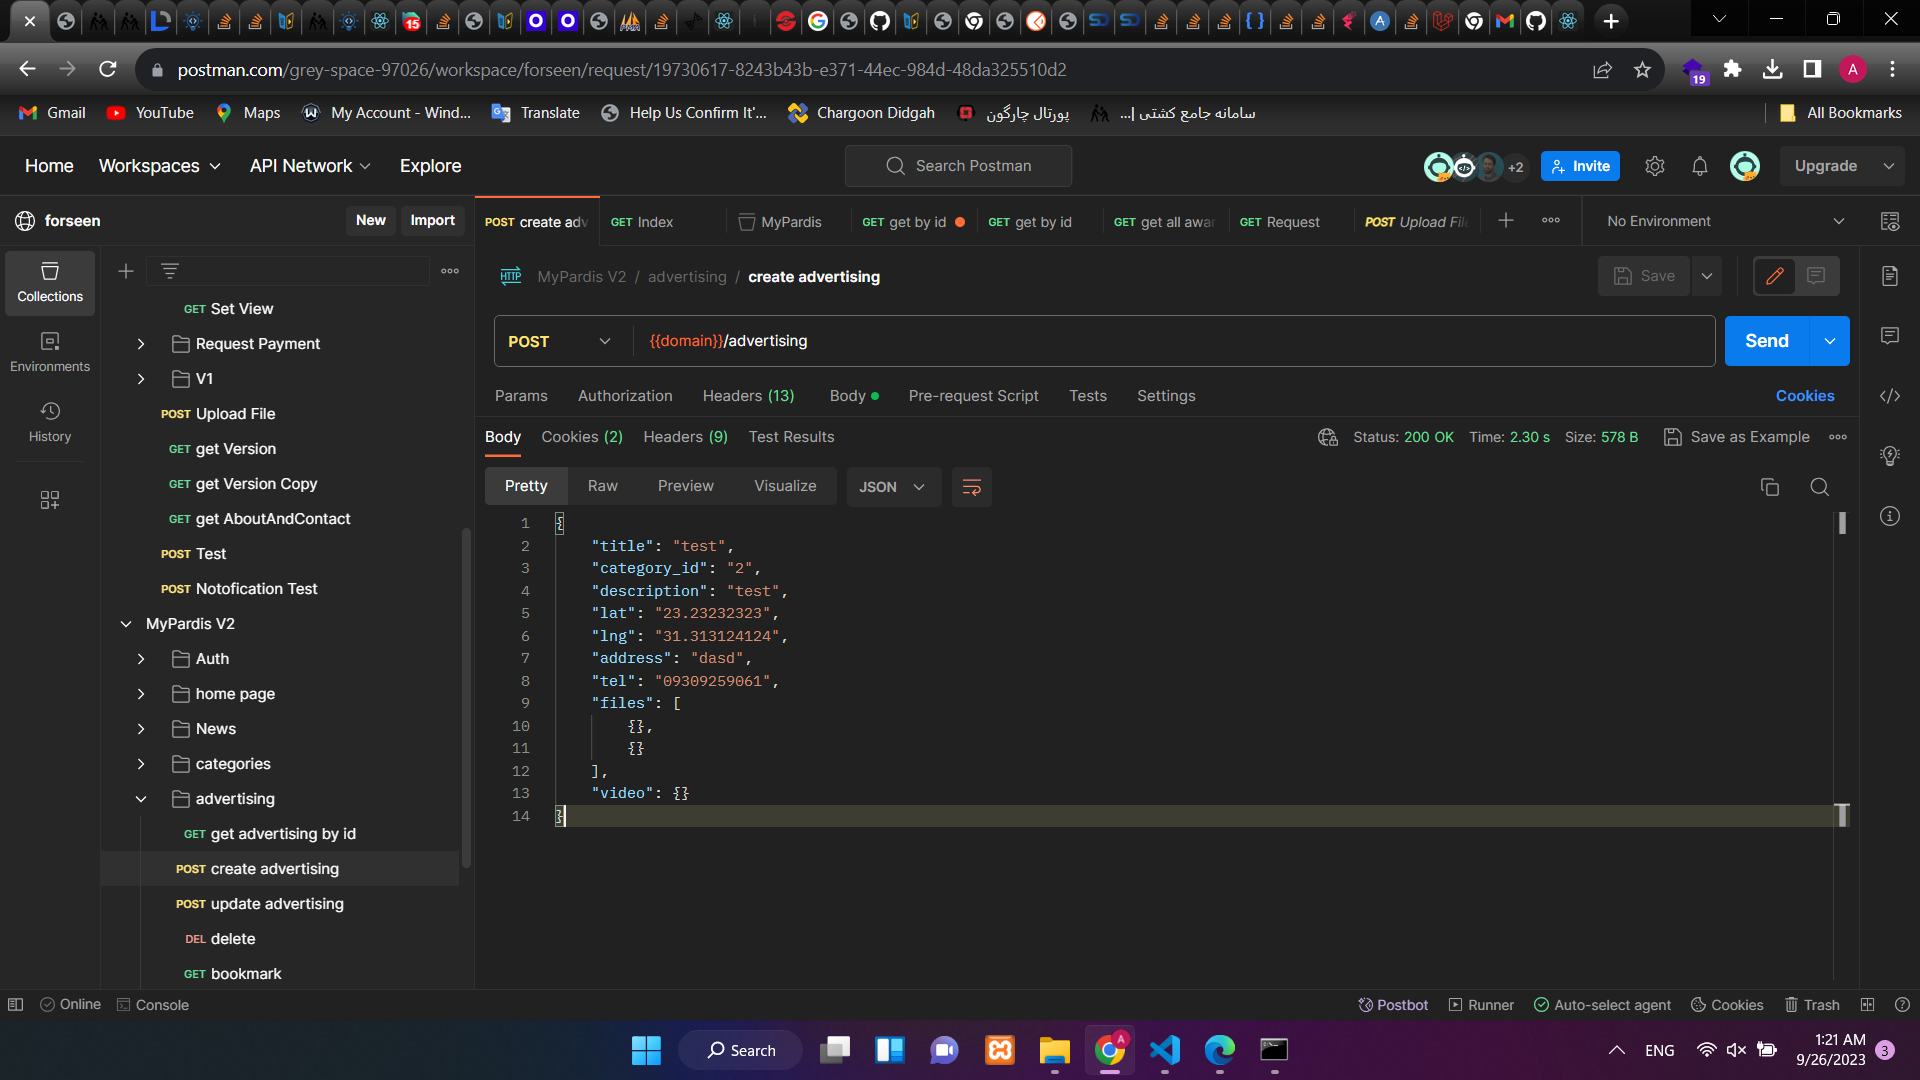 postman.com/grey-space-97026/workspace/forseen/request/19730617-8243b43b-e371-44ec-984d-48da325510d2
19
A
Gmail
YouTube
Maps
My Account - Wind...
Translate
Help Us Confirm It'...
Chargoon Didgah
پورتال چارگون
سامانه جامع کشتی |...
All Bookmarks
Home
Workspaces
API Network
Explore
Search Postman
+2
Invite
Upgrade
forseen
New
Import
POST create adv
GET Index
MyPardis
GET get by id
GET get by id
GET get all awar
GET Request
POST Upload File
No Environment
Collections
Environments
History
GET Set View
Request Payment
V1
POST Upload File
GET get Version
GET get Version Copy
GET get AboutAndContact
POST Test
POST Notofication Test
MyPardis V2
Auth
home page
News
categories
advertising
GET get advertising by id
POST create advertising
POST update advertising
DEL delete
GET bookmark
HTTP MyPardis V2 / advertising / create advertising
Save
POST
{{domain}}/advertising
Send
Params
Authorization
Headers (13)
Body
Pre-request Script
Tests
Settings
Cookies
Body
Cookies (2)
Headers (9)
Test Results
Status: 200 OK
Time: 2.30 s
Size: 578 B
Save as Example
Pretty
Raw
Preview
Visualize
JSON
1 {
2 "title": "test",
3 "category_id": "2",
4 "description": "test",
5 "lat": "23.23232323",
6 "lng": "31.313124124",
7 "address": "dasd",
8 "tel": "09309259061",
9 "files": [
10 {},
11 {}
12 ],
13 "video": {}
14 }
Online
Console
Postbot
Runner
Auto-select agent
Cookies
Trash
Search
ENG
1:21 AM
9/26/2023
3